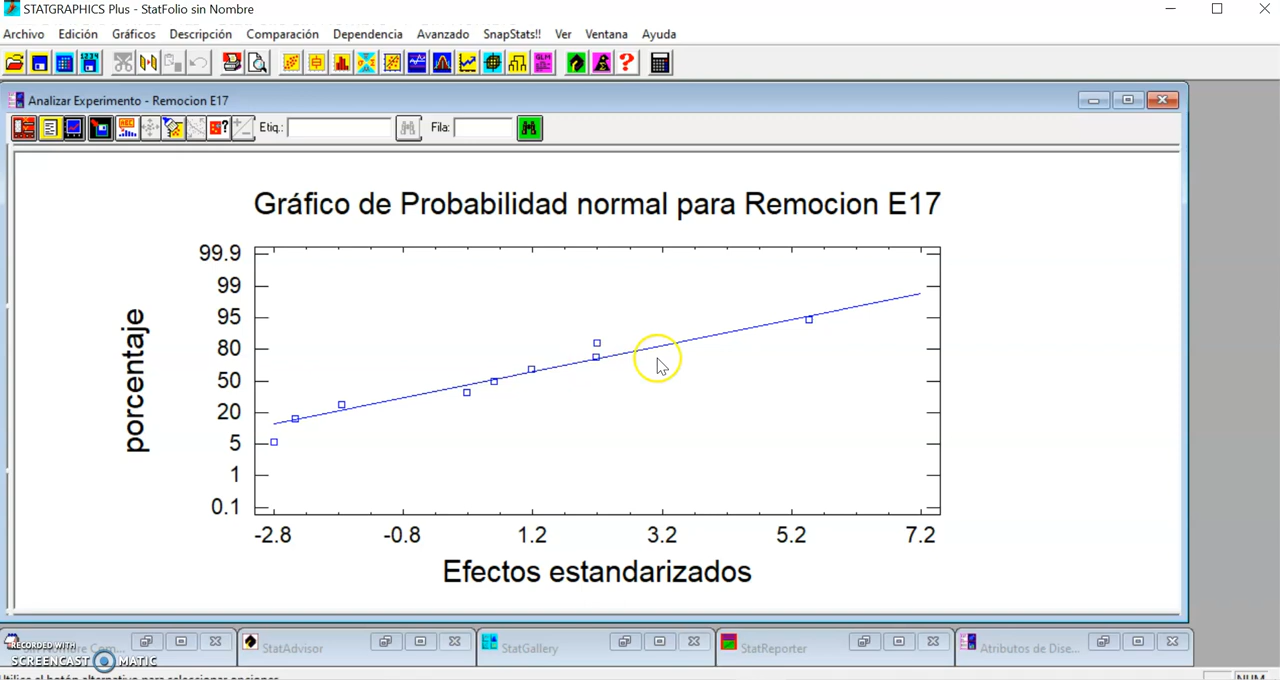 STATGRAPHICS Plus - StatFolio sin Nombre
Archivo Edición Gráficos Descripción Comparación Dependencia Avanzado SnapStats!! Ver Ventana Ayuda
Analizar Experimento - Remocion E17
Etiq.: Fila:
Gráfico de Probabilidad normal para Remocion E17
99.9
99
95
80
50
20
5
1
0.1
porcentaje
-2.8 -0.8 1.2 3.2 5.2 7.2
Efectos estandarizados
StatAdvisor StatGallery StatReporter Atributos de Dise...
RECORDED WITH
SCREENCAST MATIC
NUM